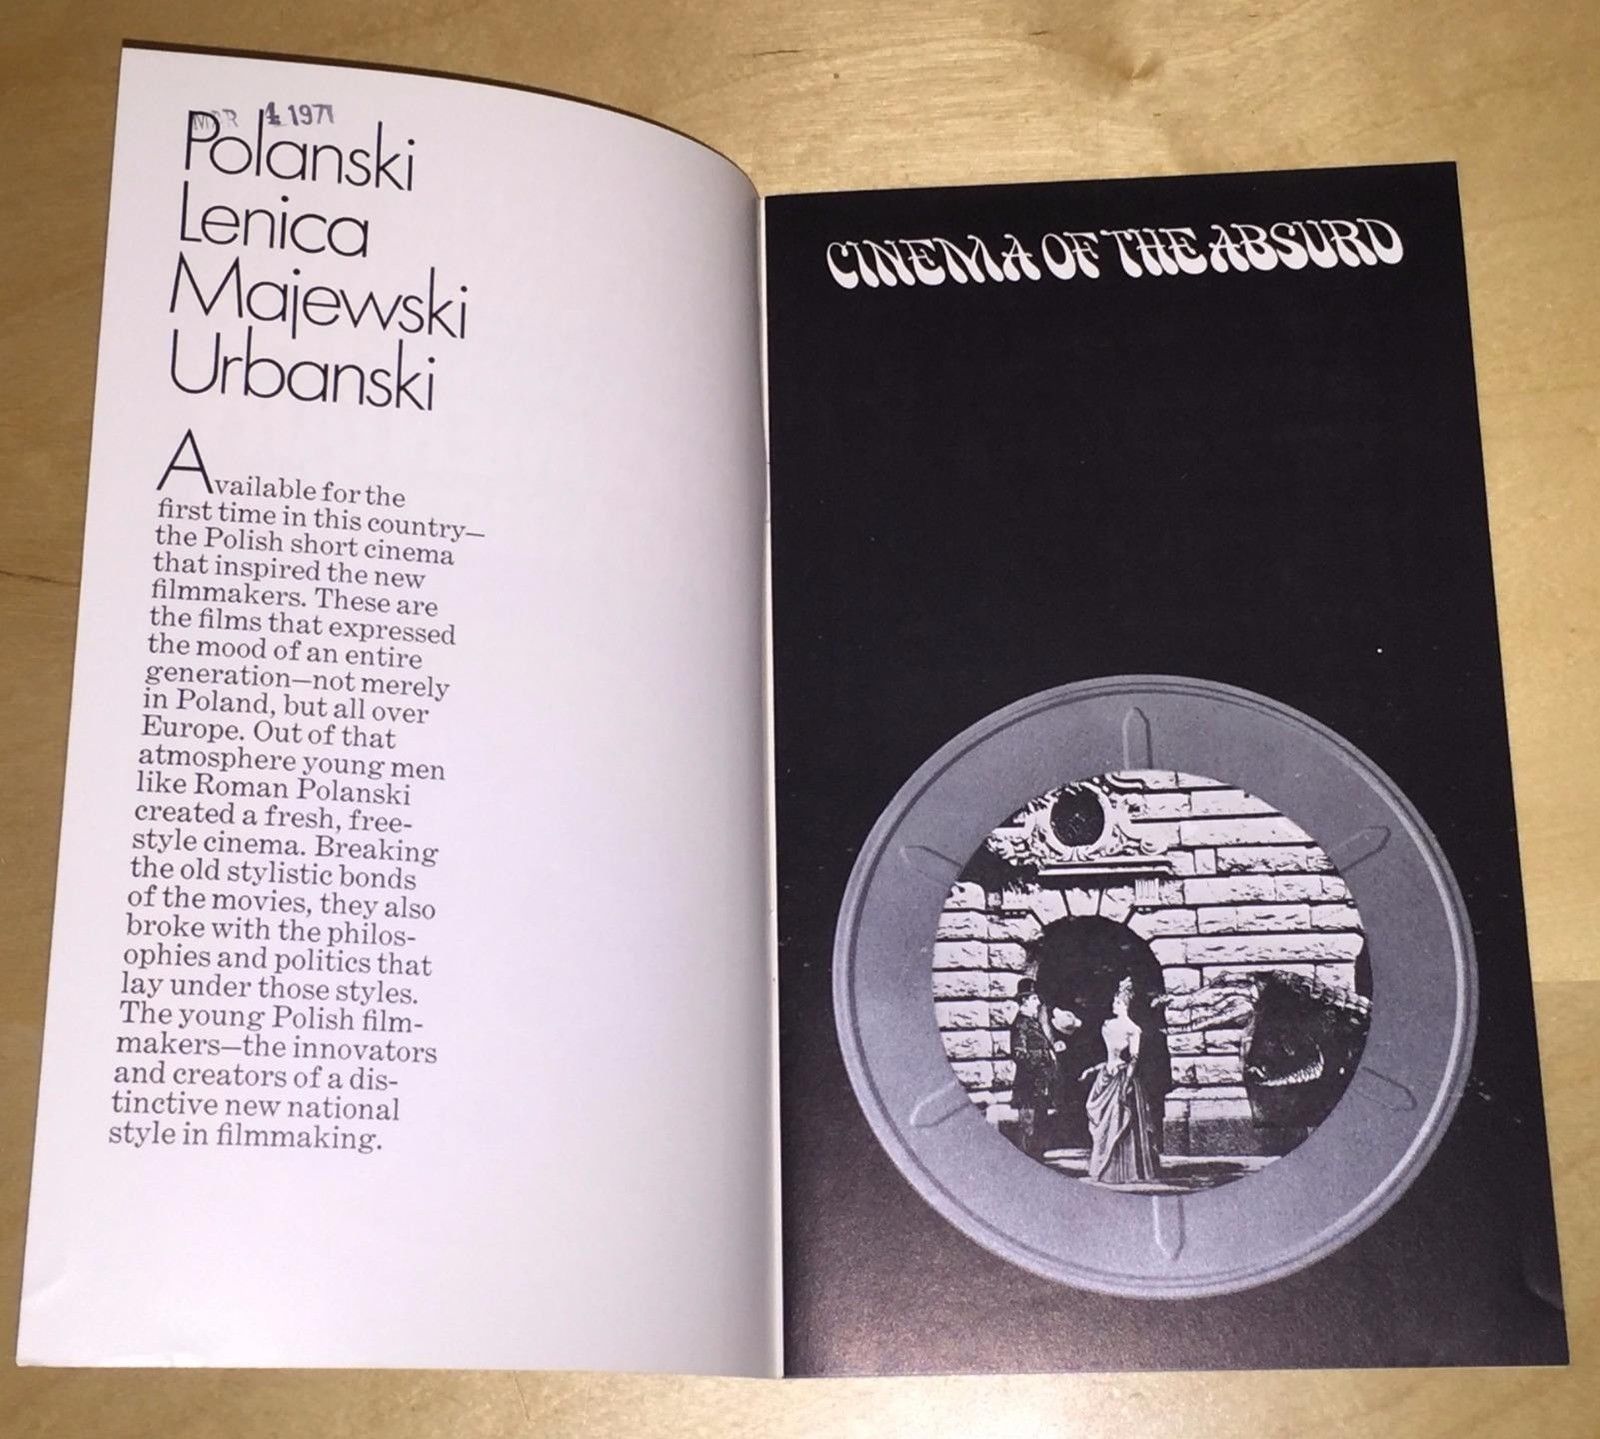 MAR 4 1971
Polanski
Lenica
Majewski
Urbanski
Available for the
first time in this country—
the Polish short cinema
that inspired the new
filmmakers. These are
the films that expressed
the mood of an entire
generation—not merely
in Poland, but all over
Europe. Out of that
atmosphere young men
like Roman Polanski
created a fresh, free-
style cinema. Breaking
the old stylistic bonds
of the movies, they also
broke with the philos-
ophies and politics that
lay under those styles.
The young Polish film-
makers—the innovators
and creators of a dis-
tinctive new national
style in filmmaking.
CINEMA OF THE ABSURD